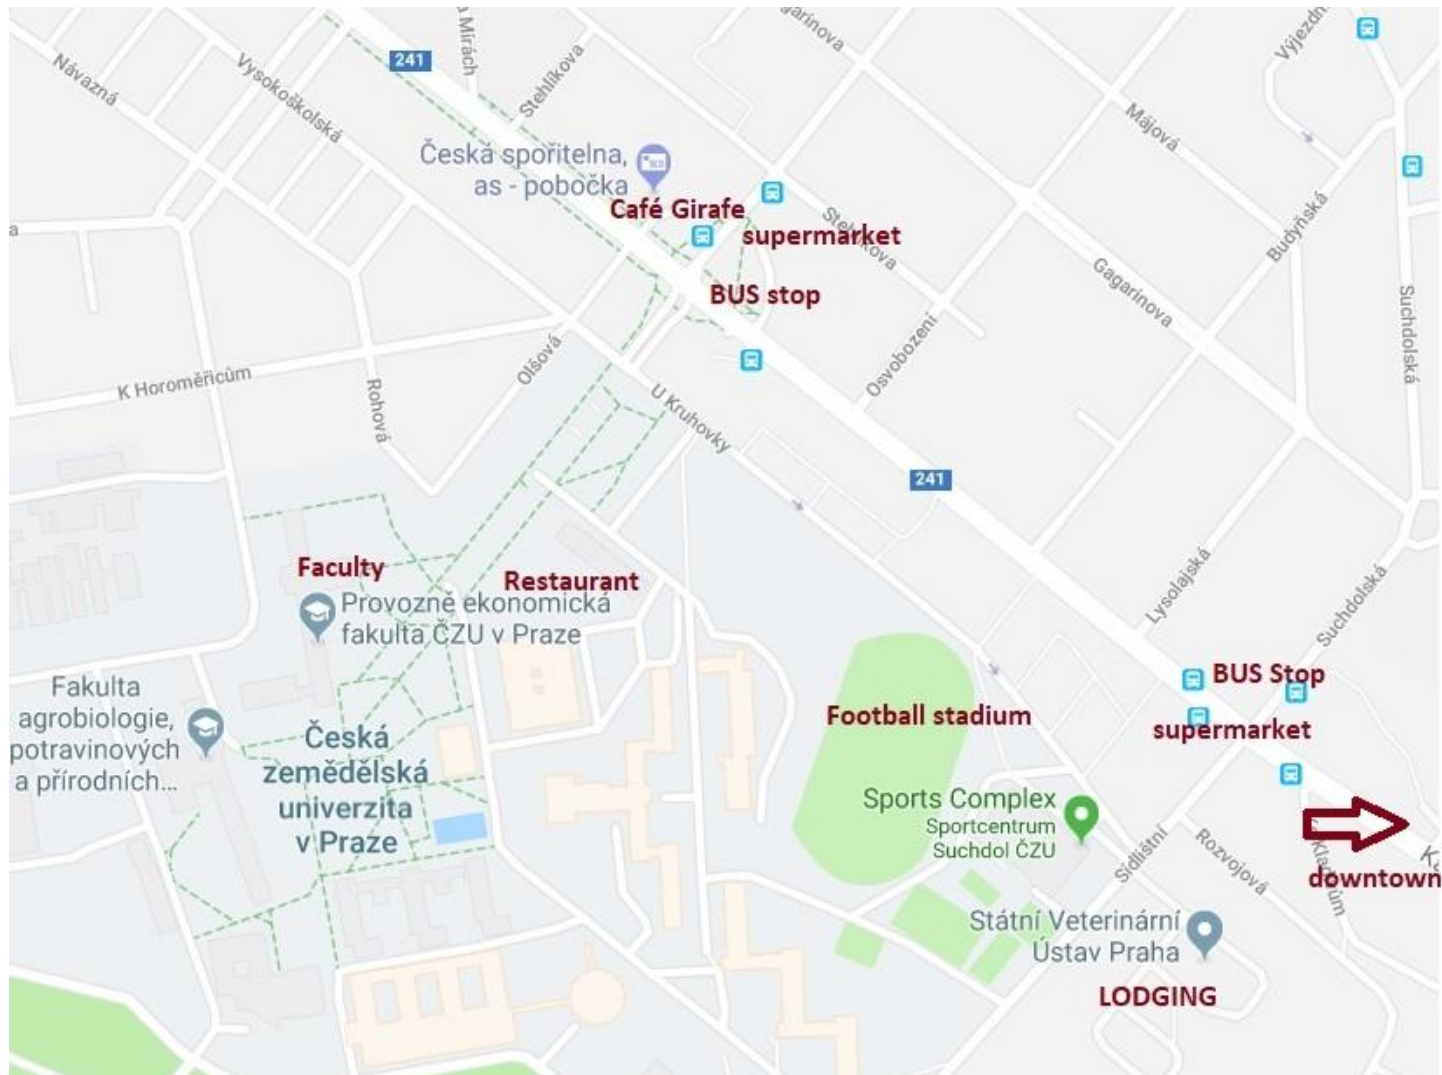 a Mírách
241
Stehlíkova
Gagarinova
Výjezdn
Návazná
Vysokoškolská
Májová
Česká spořitelna,
as - pobočka
Café Girafe
supermarket
Stehlíkova
Budyňská
a
BUS stop
Gagarinova
Suchdolská
Osvobození
Olšová
K Horoměřicům
Rohová
U Kruhovky
241
Faculty
Restaurant
Provozně ekonomická
fakulta ČZU v Praze
Lysolajská
Suchdolská
Fakulta
agrobiologie,
potravinových
a přírodních...
Česká
zemědělská
univerzita
v Praze
Football stadium
BUS Stop
supermarket
Sports Complex
Sportcentrum
Suchdol ČZU
Sídlištní
Rozvojová
downtown
Státní Veterinární
Ústav Praha
LODGING